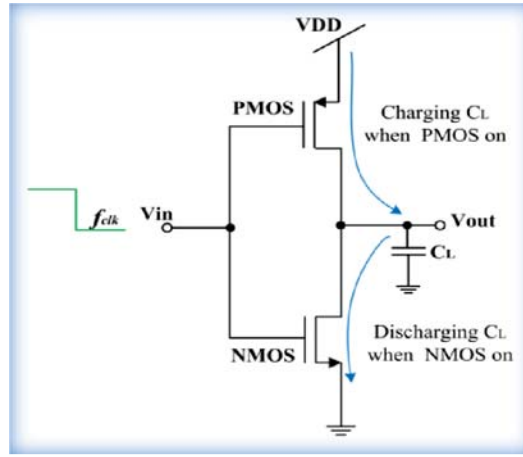 VDD
PMOS
Charging CL
when PMOS on
fclk
Vin
Vout
CL
NMOS
Discharging CL
when NMOS on